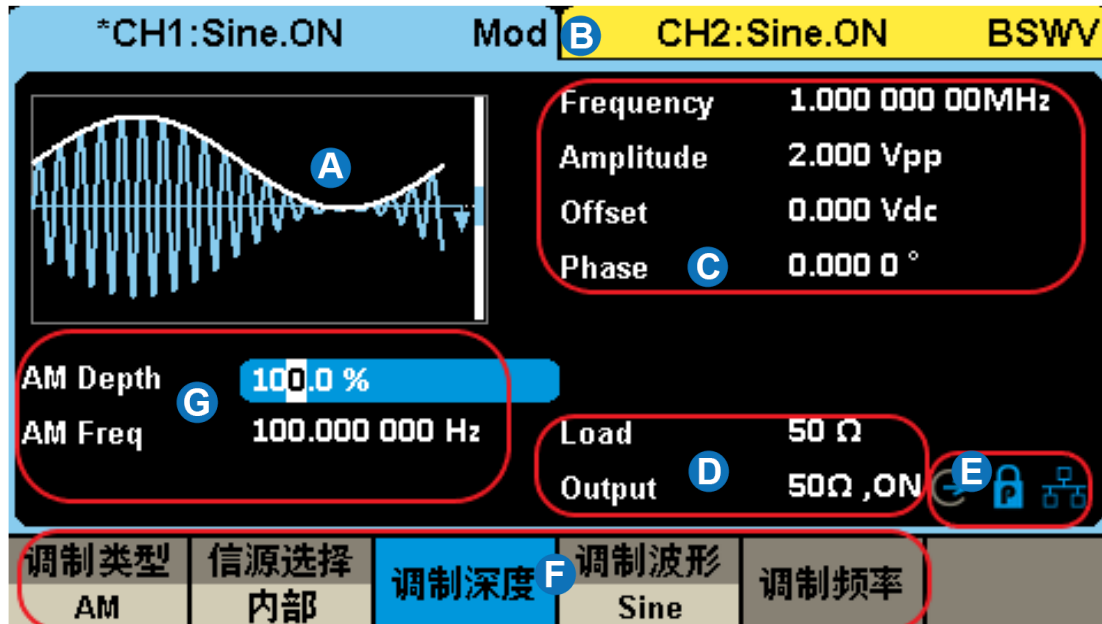 *CH1:Sine.ON Mod B CH2:Sine.ON BSWV
A
Frequency 1.000 000 00MHz
Amplitude 2.000 Vpp
Offset 0.000 Vdc
Phase C 0.000 0 °
AM Depth 100.0 %
G
AM Freq 100.000 000 Hz
Load 50 Ω
D E
Output 50Ω ,ON P
调制类型 信源选择 调制深度 F 调制波形 调制频率
AM 内部 Sine